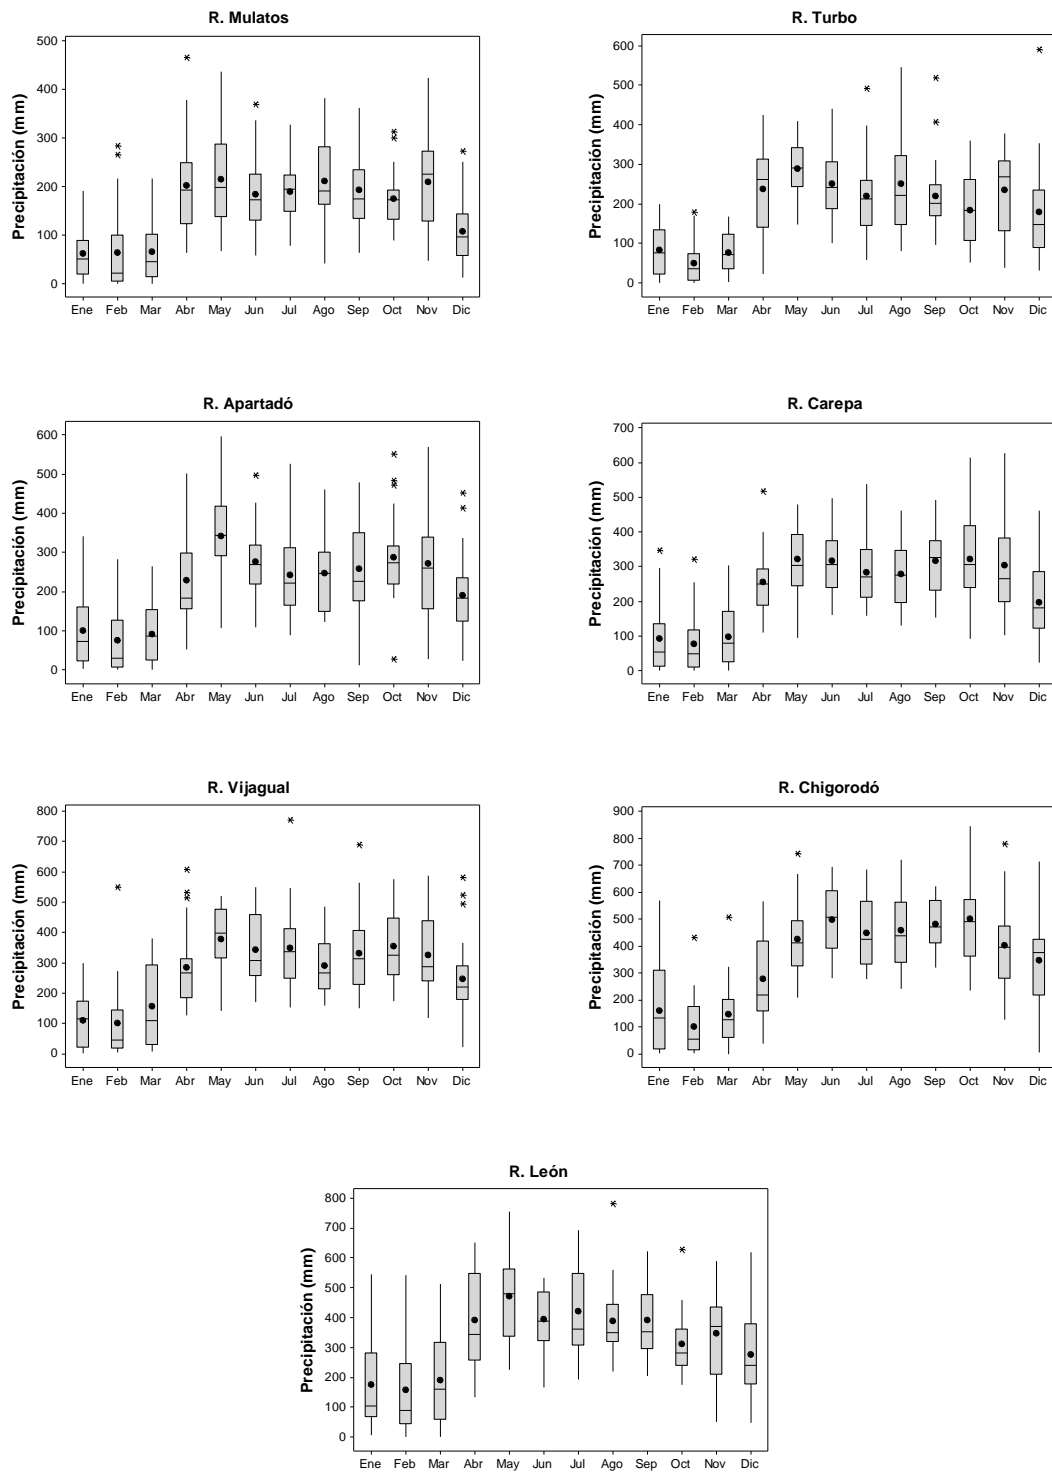 R. Mulatos
Precipitación (mm)
500
400
300
200
100
0
Ene Feb Mar Abr May Jun Jul Ago Sep Oct Nov Dic
R. Turbo
Precipitación (mm)
600
500
400
300
200
100
0
Ene Feb Mar Abr May Jun Jul Ago Sep Oct Nov Dic
R. Apartadó
Precipitación (mm)
600
500
400
300
200
100
0
Ene Feb Mar Abr May Jun Jul Ago Sep Oct Nov Dic
R. Carepa
Precipitación (mm)
700
600
500
400
300
200
100
0
Ene Feb Mar Abr May Jun Jul Ago Sep Oct Nov Dic
R. Vijagual
Precipitación (mm)
800
700
600
500
400
300
200
100
0
Ene Feb Mar Abr May Jun Jul Ago Sep Oct Nov Dic
R. Chigorodó
Precipitación (mm)
900
800
700
600
500
400
300
200
100
0
Ene Feb Mar Abr May Jun Jul Ago Sep Oct Nov Dic
R. León
Precipitación (mm)
800
700
600
500
400
300
200
100
0
Ene Feb Mar Abr May Jun Jul Ago Sep Oct Nov Dic